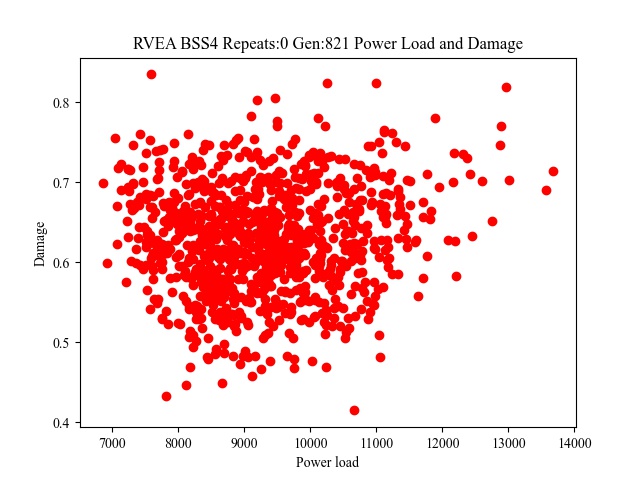 RVEA BSS4 Repeats:0 Gen:821 Power Load and Damage
0.8
0.7
0.6
0.5
0.4
Damage
7000 8000 9000 10000 11000 12000 13000 14000
Power load